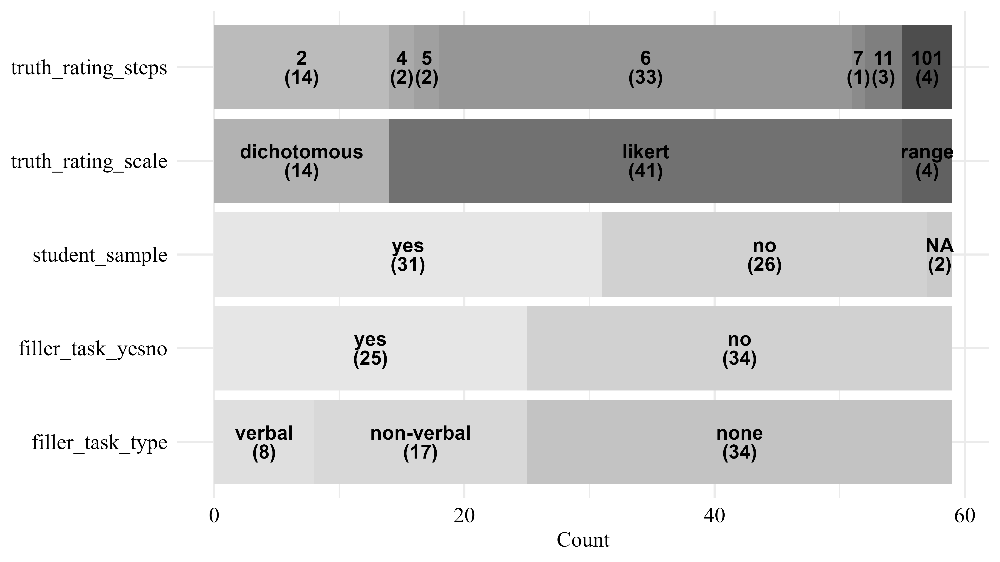 truth_rating_steps
2
(14)
4
(2)
5
(2)
6
(33)
7
(1)
11
(3)
101
(4)
truth_rating_scale
dichotomous
(14)
likert
(41)
range
(4)
student_sample
yes
(31)
no
(26)
NA
(2)
filler_task_yesno
yes
(25)
no
(34)
filler_task_type
verbal
(8)
non-verbal
(17)
none
(34)
0
20
40
60
Count